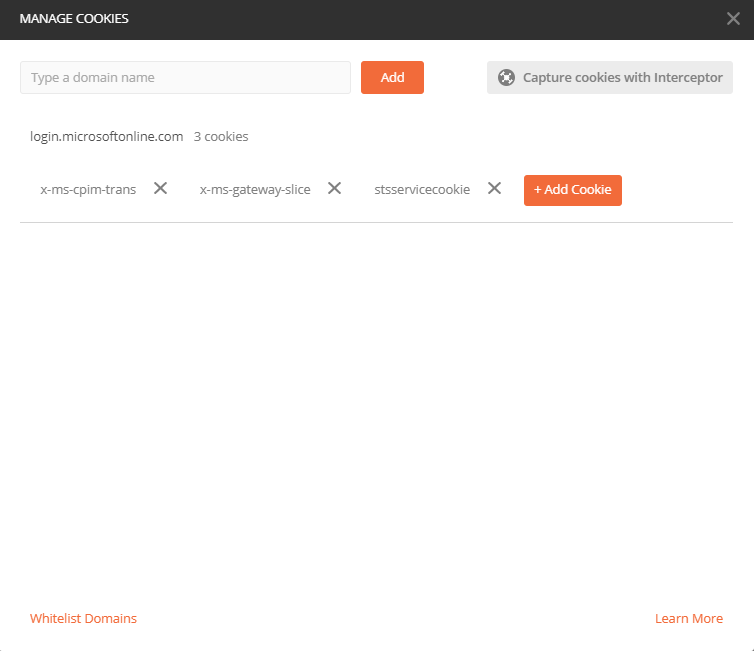 MANAGE COOKIES
Type a domain name
Add
Capture cookies with Interceptor
login.microsoftonline.com 3 cookies
x-ms-cpim-trans
x-ms-gateway-slice
stsservicecookie
+ Add Cookie
Whitelist Domains
Learn More